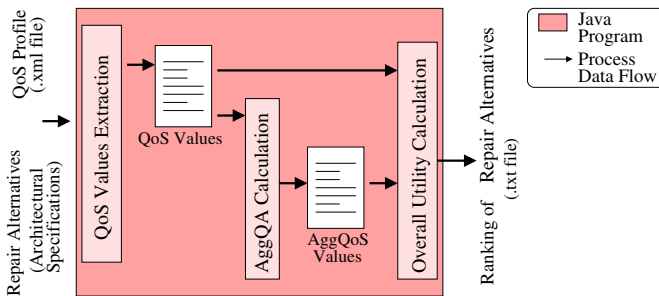 QoS Profile
(.xml file)
Repair Alternatives
(Architectural
Specifications)
QoS Values Extraction
QoS Values
AggQA Calculation
AggQoS
Values
Overall Utility Calculation
Ranking of Repair Alternatives
(.txt file)
Java
Program
Process
Data Flow